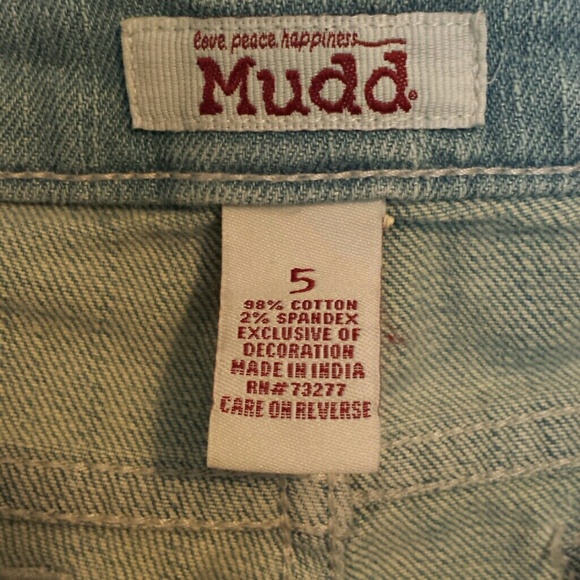 love. peace. happiness
Mudd®
5
98% COTTON
2% SPANDEX
EXCLUSIVE OF
DECORATION
MADE IN INDIA
RN#73277
CARE ON REVERSE